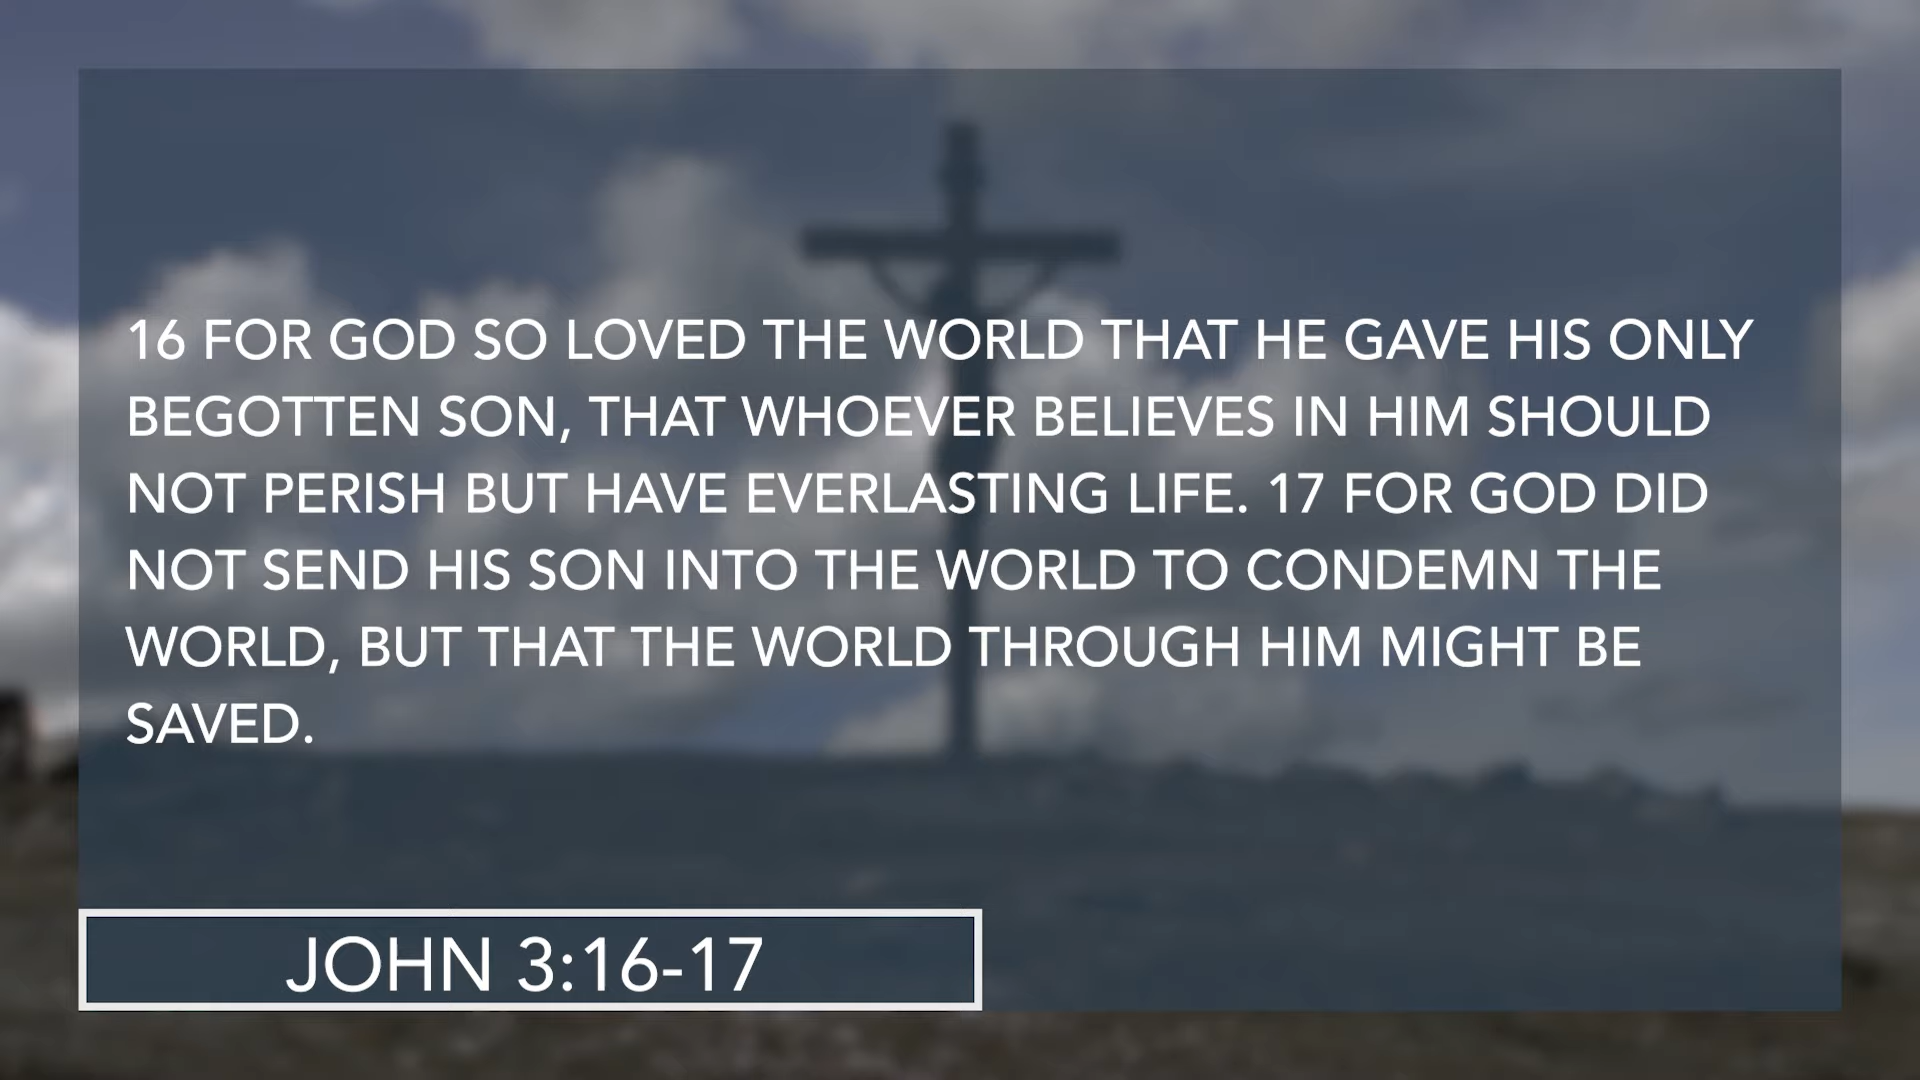 16 FOR GOD SO LOVED THE WORLD THAT HE GAVE HIS ONLY
BEGOTTEN SON, THAT WHOEVER BELIEVES IN HIM SHOULD
NOT PERISH BUT HAVE EVERLASTING LIFE. 17 FOR GOD DID
NOT SEND HIS SON INTO THE WORLD TO CONDEMN THE
WORLD, BUT THAT THE WORLD THROUGH HIM MIGHT BE
SAVED.
JOHN 3:16-17